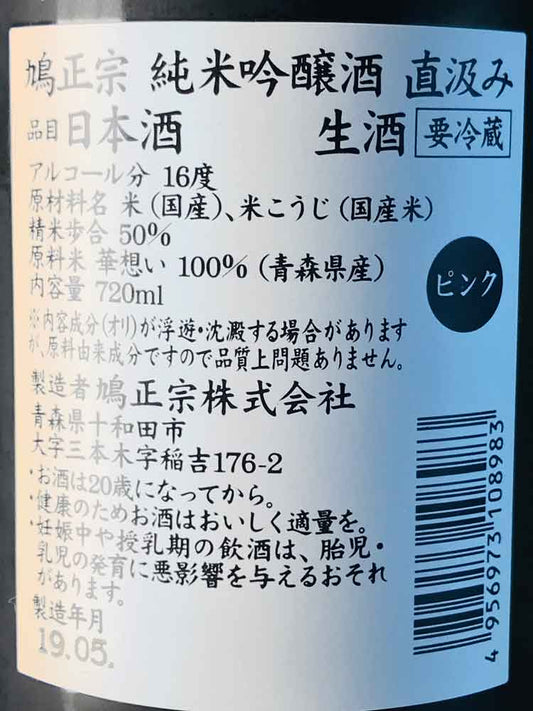 鳩正宗 純米吟醸酒 直汲み
品目 日本酒 生酒 要冷蔵
アルコール分 16度
原材料名 米(国産)、米こうじ(国産米)
精米歩合 50%
原料米 華想い 100% (青森県産)
内容量 720ml
ピンク
※内容成分(オリ)が浮遊・沈澱する場合があります
が、原料由来成分ですので品質上問題ありません。
製造者 鳩正宗株式会社
青森県十和田市
大字三本木字稲吉176-2
・お酒は20歳になってから。
・健康のためお酒はおいしく適量を。
・妊娠中や授乳期の飲酒は、胎児・
乳児の発育に悪影響を与えるおそれ
があります。
製造年月
19.05.
4 956973 108983